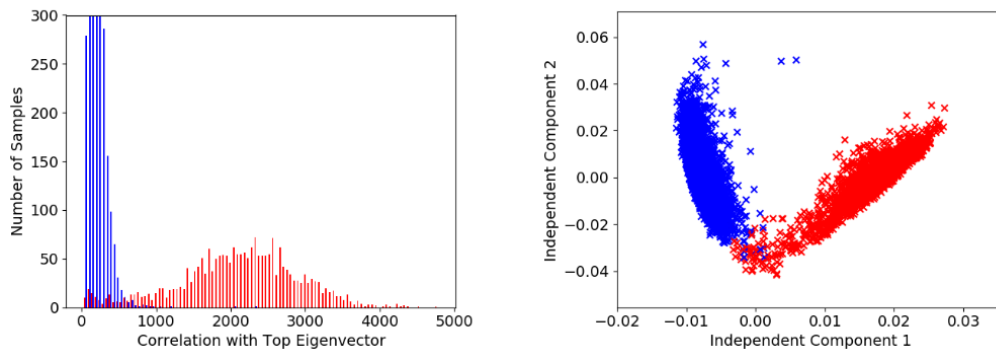 300
250
200
150
100
50
0
Number of Samples
0 1000 2000 3000 4000 5000
Correlation with Top Eigenvector
0.06
0.04
0.02
0.00
−0.02
−0.04
Independent Component 2
−0.02 −0.01 0.00 0.01 0.02 0.03
Independent Component 1